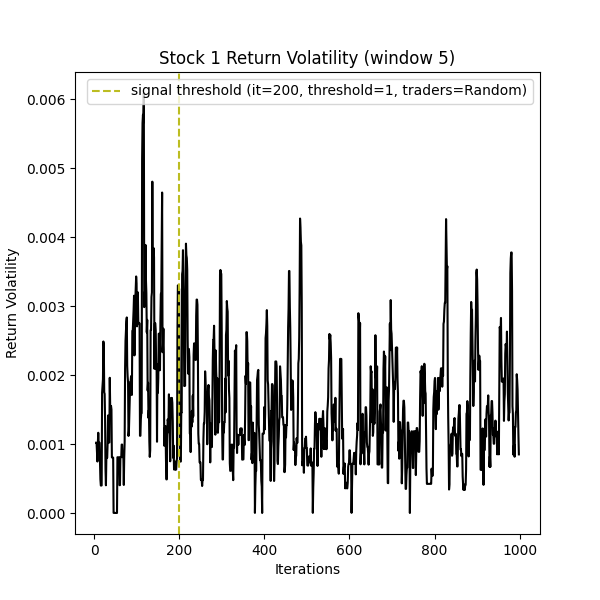 Stock 1 Return Volatility (window 5)
signal threshold (it=200, threshold=1, traders=Random)
0.006
0.005
0.004
0.003
0.002
0.001
0.000
Return Volatility
0 200 400 600 800 1000
Iterations